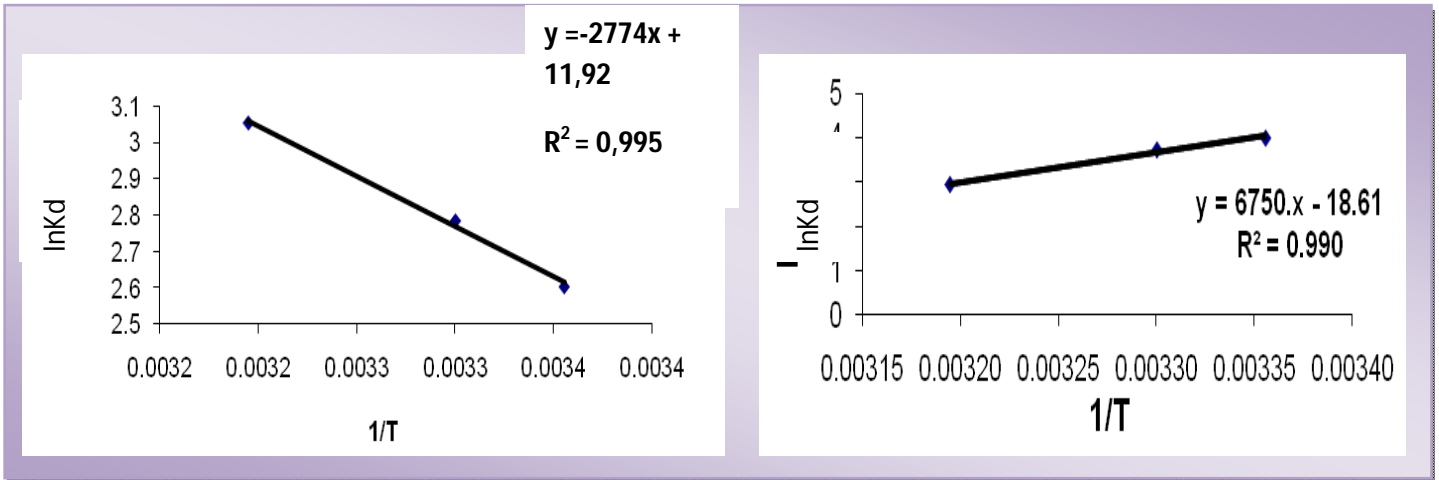 y =-2774x +
11,92
R² = 0,995
3.1
3
2.9
2.8
2.7
2.6
2.5
lnKd
0.0032 0.0032 0.0033 0.0033 0.0034 0.0034
1/T
5
4
1
0
lnKd
y = 6750.x - 18.61
R² = 0.990
0.00315 0.00320 0.00325 0.00330 0.00335 0.00340
1/T